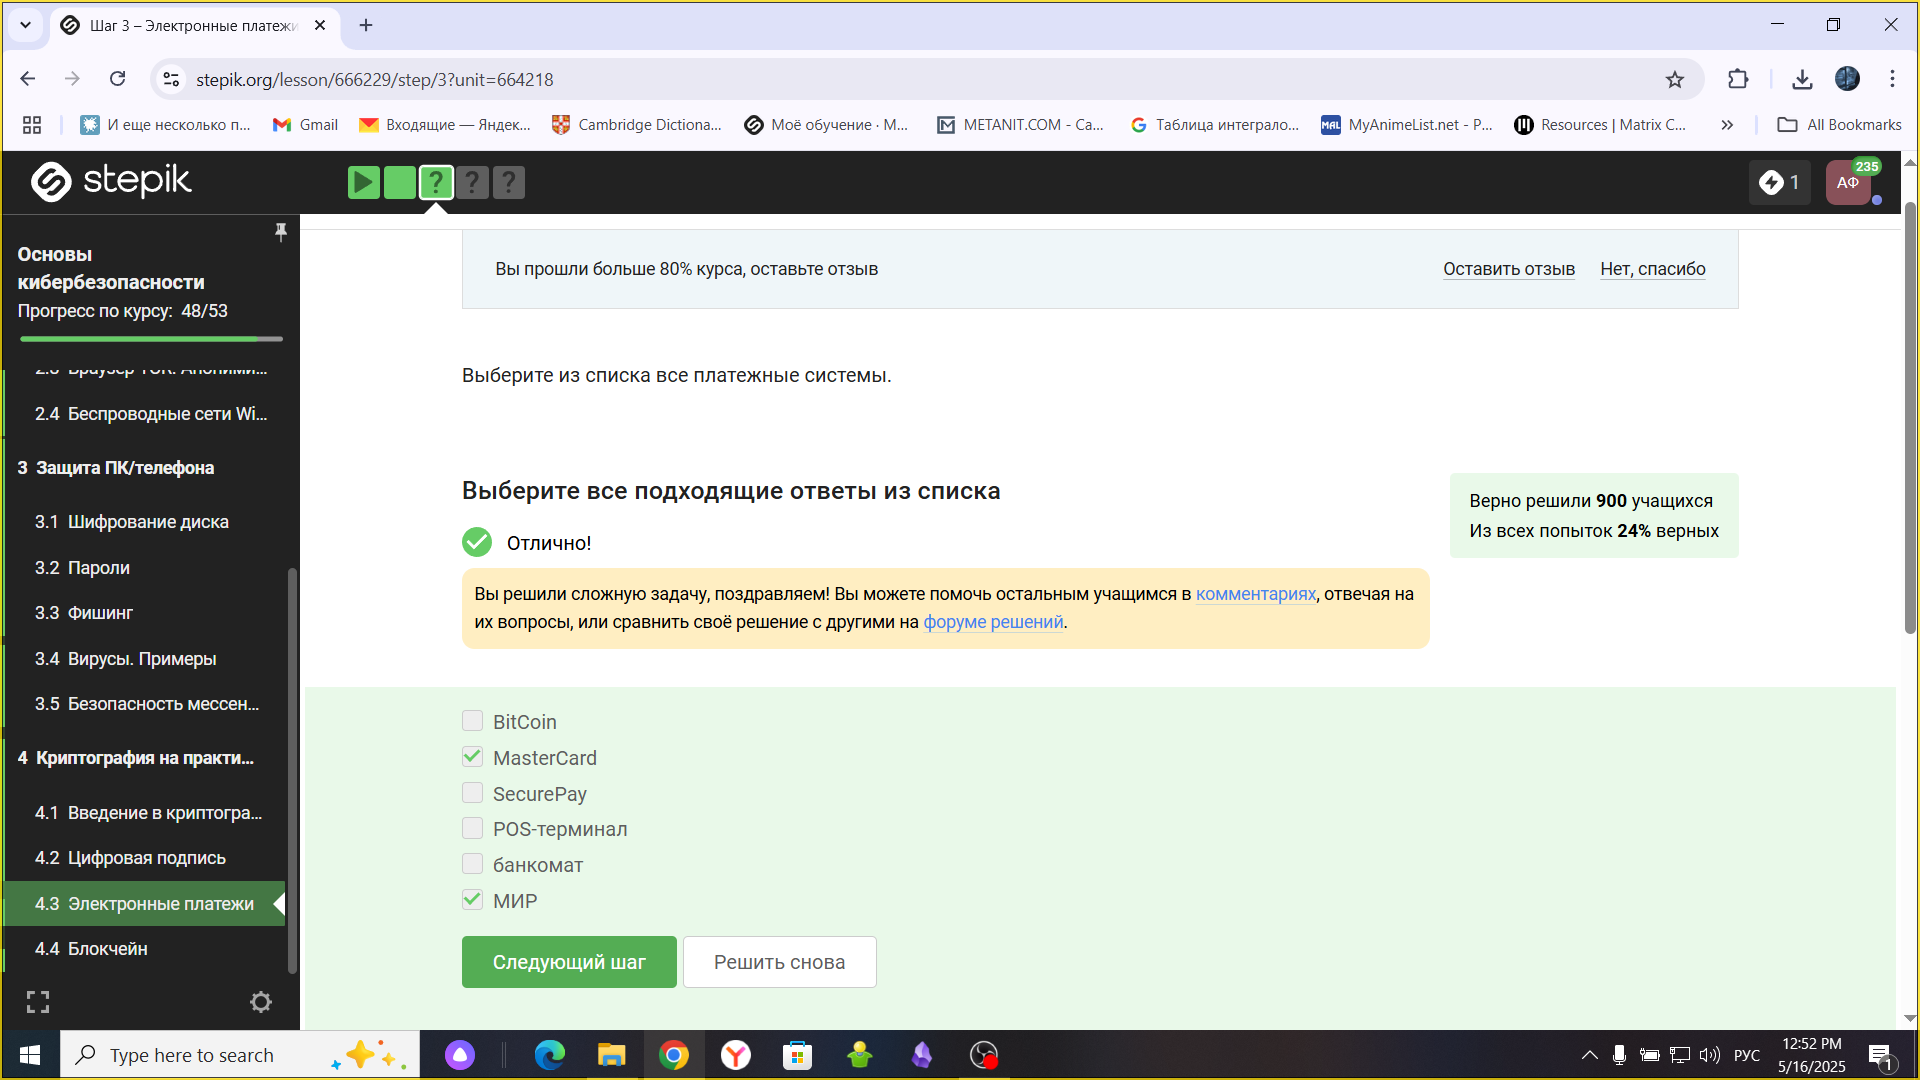 Шаг 3 – Электронные платежи
stepik.org/lesson/666229/step/3?unit=664218
И еще несколько п...
Gmail
Входящие — Яндек...
Cambridge Dictiona...
Моё обучение · M...
METANIT.COM - Ca...
Таблица интеграло...
MAL
MyAnimeList.net - P...
Resources | Matrix C...
All Bookmarks
stepik
?
?
?
1
АФ
235
Основы
кибербезопасности
Прогресс по курсу: 48/53
2.3 Браузер TOR. Аноними...
2.4 Беспроводные сети Wi...
3 Защита ПК/телефона
3.1 Шифрование диска
3.2 Пароли
3.3 Фишинг
3.4 Вирусы. Примеры
3.5 Безопасность мессен...
4 Криптография на практи...
4.1 Введение в криптогра...
4.2 Цифровая подпись
4.3 Электронные платежи
4.4 Блокчейн
Вы прошли больше 80% курса, оставьте отзыв
Оставить отзыв
Нет, спасибо
Выберите из списка все платежные системы.
Выберите все подходящие ответы из списка
Верно решили 900 учащихся
Из всех попыток 24% верных
Отлично!
Вы решили сложную задачу, поздравляем! Вы можете помочь остальным учащимся в комментариях, отвечая на
их вопросы, или сравнить своё решение с другими на форуме решений.
BitCoin
MasterCard
SecurePay
POS-терминал
банкомат
МИР
Следующий шаг
Решить снова
Type here to search
РУС
12:52 PM
5/16/2025
1